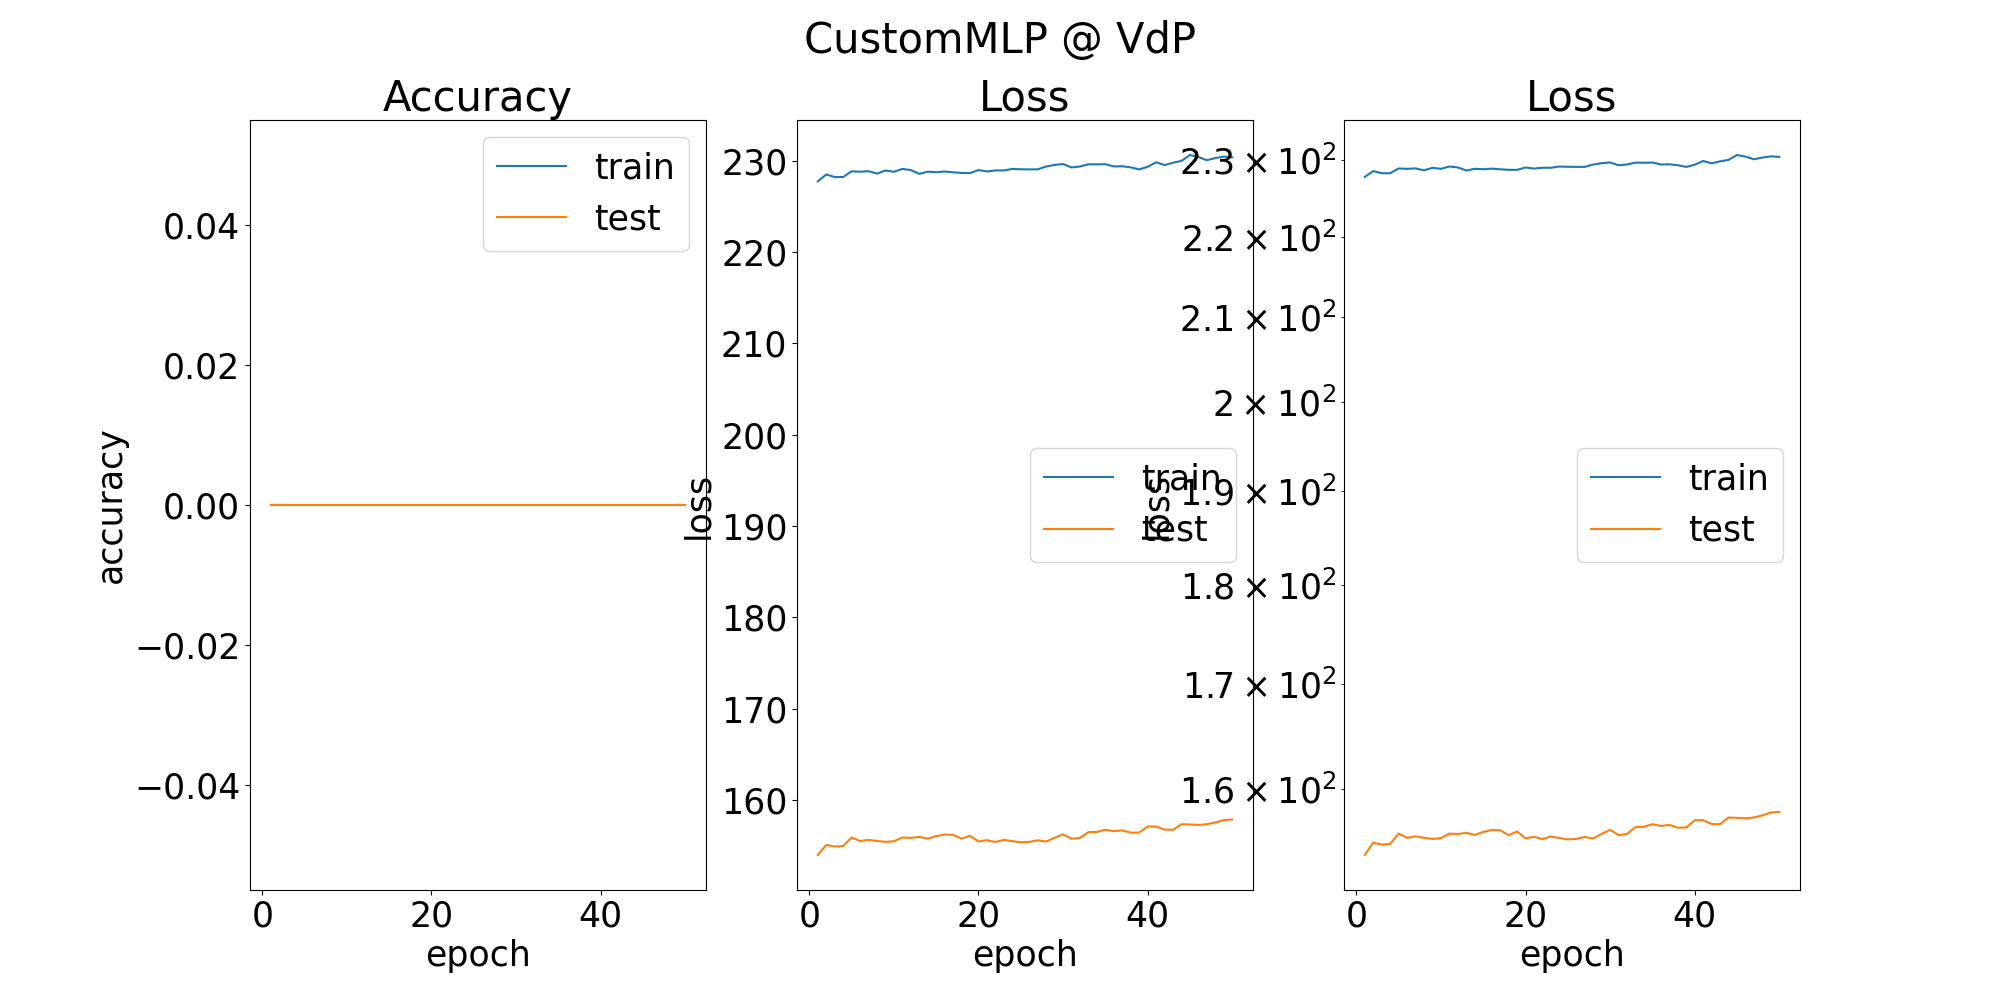 CustomMLP @ VdP
Accuracy
train
test
0.04
0.02
0.00
−0.02
−0.04
accuracy
0 20 40
epoch
Loss
230
220
210
200
190
180
170
160
loss
train
test
0 20 40
epoch
Loss
2.3 × 10²
2.2 × 10²
2.1 × 10²
2 × 10²
1.9 × 10²
1.8 × 10²
1.7 × 10²
1.6 × 10²
loss
train
test
0 20 40
epoch